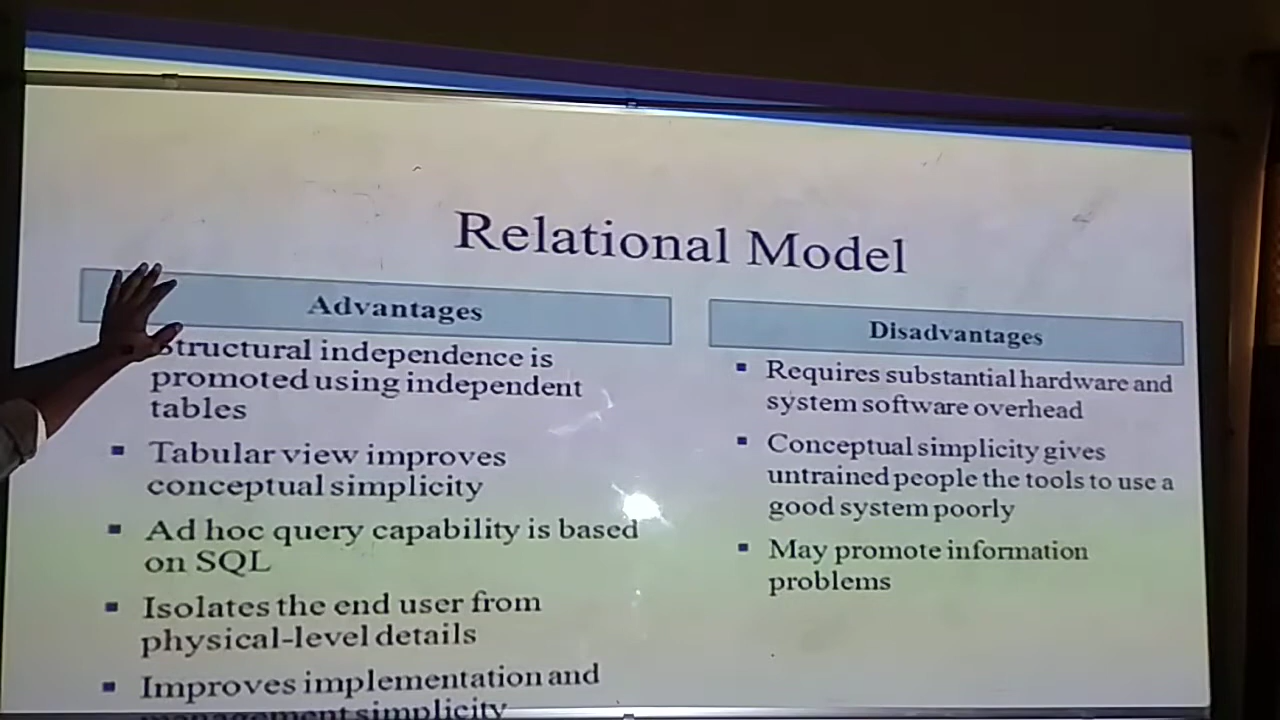 Relational Model
Advantages
Structural independence is
promoted using independent
tables
Tabular view improves
conceptual simplicity
Ad hoc query capability is based
on SQL
Isolates the end user from
physical-level details
Improves implementation and
management simplicity
Disadvantages
Requires substantial hardware and
system software overhead
Conceptual simplicity gives
untrained people the tools to use a
good system poorly
May promote information
problems